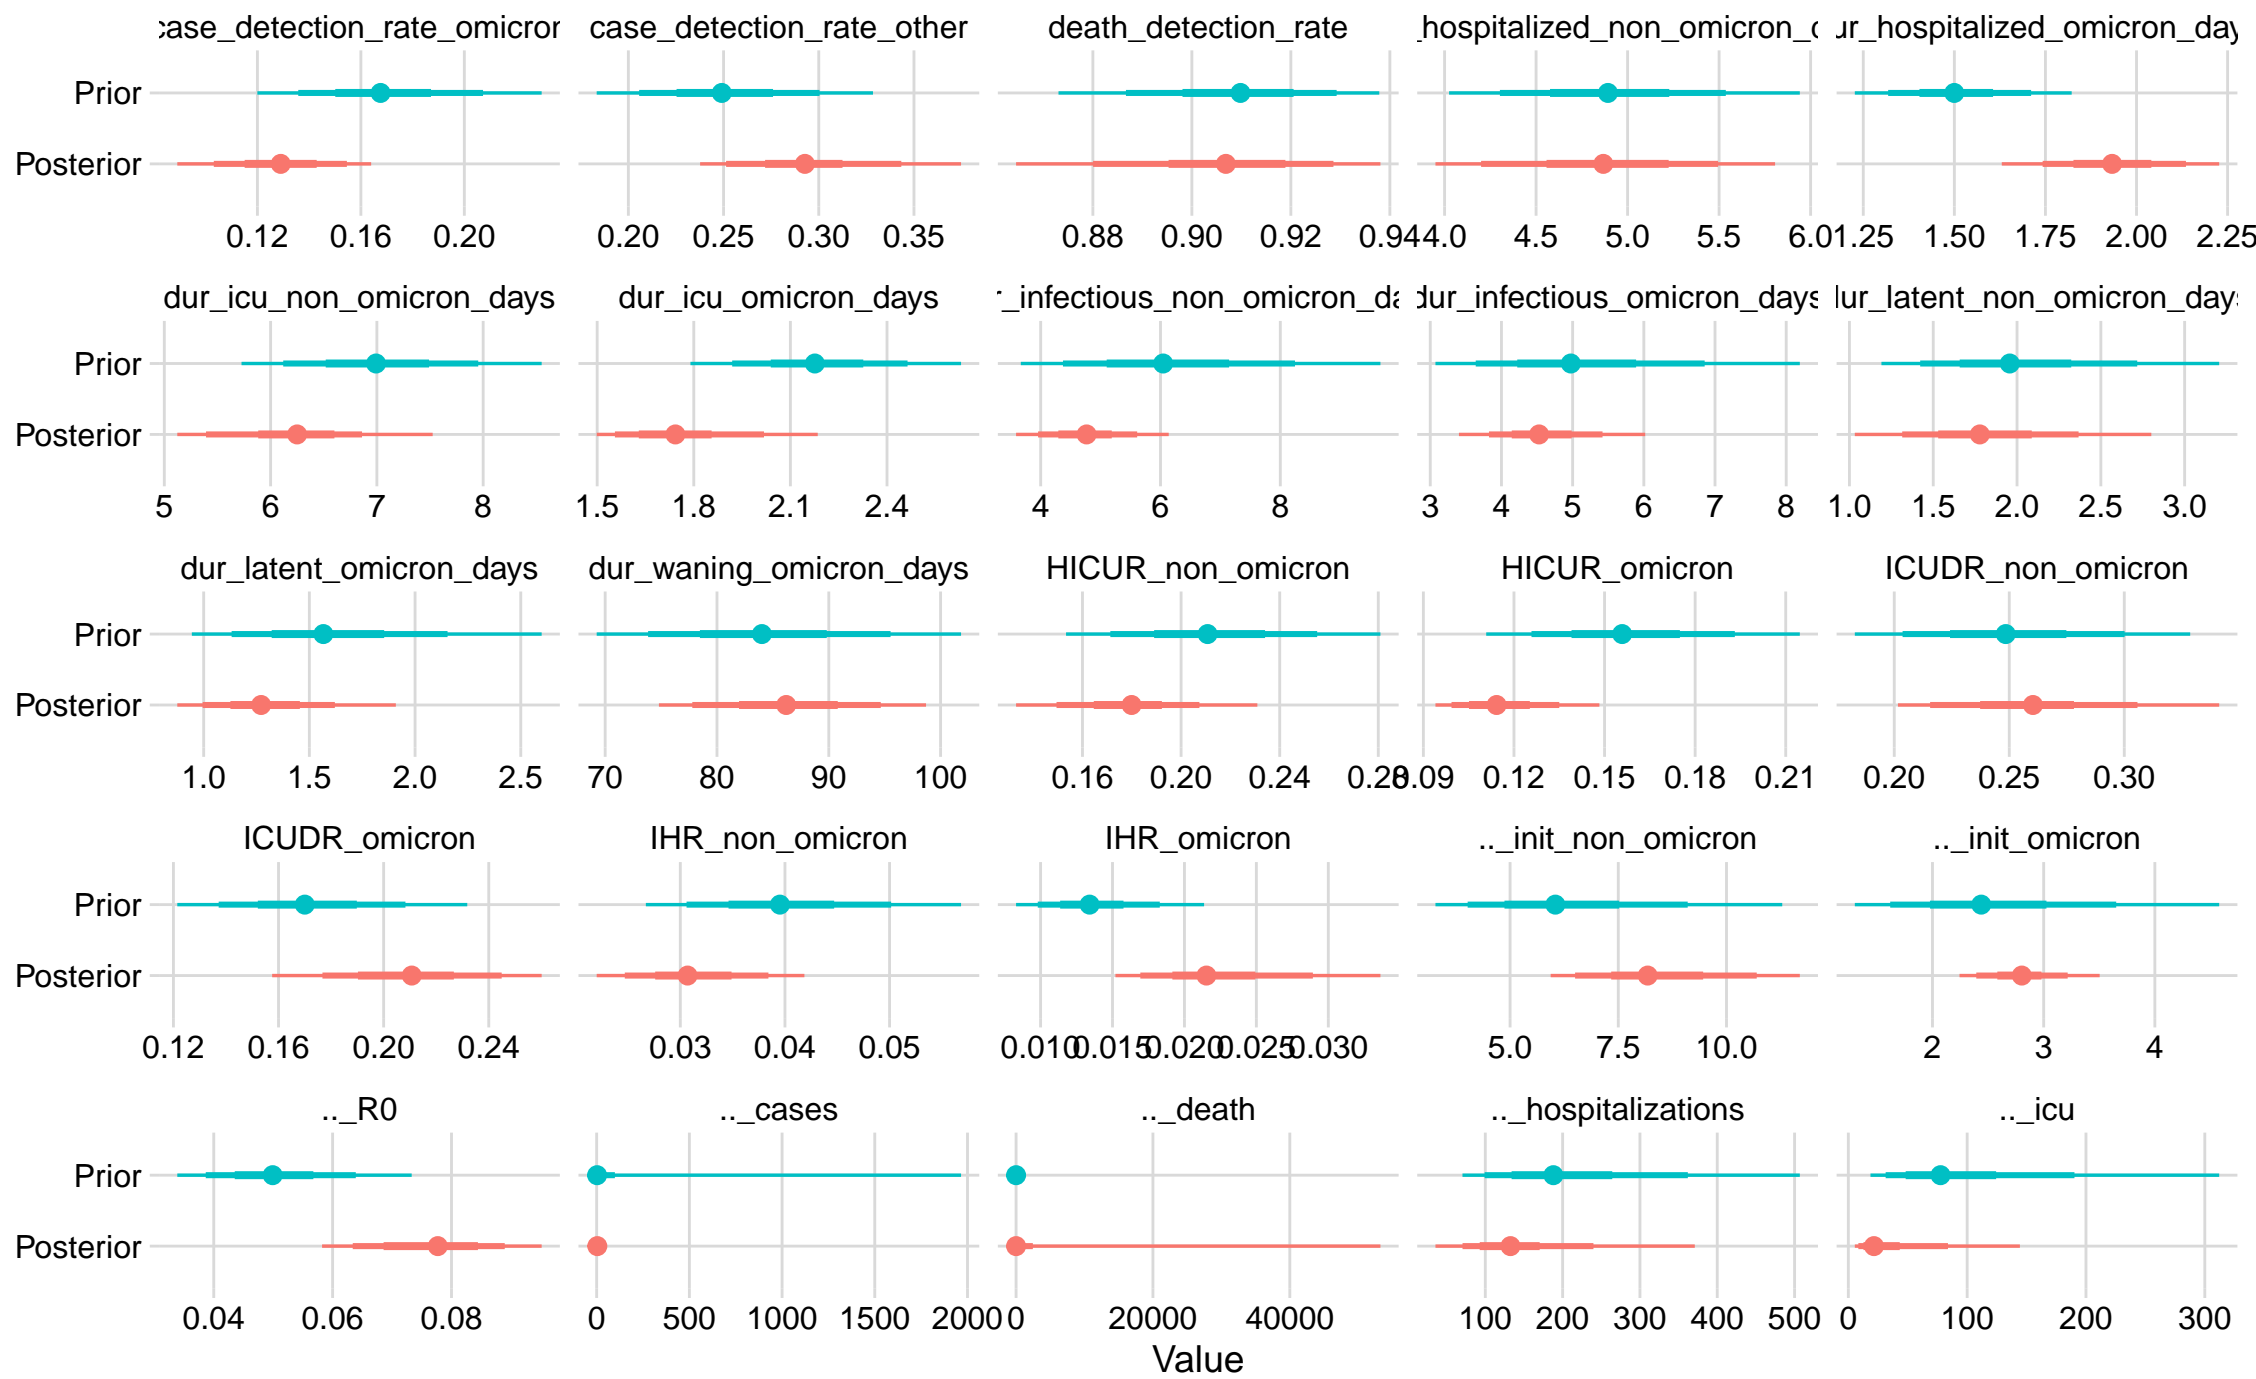 case_detection_rate_omicron case_detection_rate_other death_detection_rate _hospitalized_non_omicron_ ur_hospitalized_omicron_day
Prior
Posterior
0.12 0.16 0.20 0.20 0.25 0.30 0.35 0.88 0.90 0.92 0.94 4.0 4.5 5.0 5.5 6.0 1.25 1.50 1.75 2.00 2.25
dur_icu_non_omicron_days dur_icu_omicron_days r_infectious_non_omicron_da dur_infectious_omicron_days dur_latent_non_omicron_days
Prior
Posterior
5 6 7 8 1.5 1.8 2.1 2.4 4 6 8 3 4 5 6 7 8 1.0 1.5 2.0 2.5 3.0
dur_latent_omicron_days dur_waning_omicron_days HICUR_non_omicron HICUR_omicron ICUDR_non_omicron
Prior
Posterior
1.0 1.5 2.0 2.5 70 80 90 100 0.16 0.20 0.24 0.28 0.09 0.12 0.15 0.18 0.21 0.20 0.25 0.30
ICUDR_omicron IHR_non_omicron IHR_omicron .._init_non_omicron .._init_omicron
Prior
Posterior
0.12 0.16 0.20 0.24 0.03 0.04 0.05 0.010 0.015 0.020 0.025 0.030 5.0 7.5 10.0 2 3 4
.._R0 .._cases .._death .._hospitalizations .._icu
Prior
Posterior
0.04 0.06 0.08 0 500 1000 1500 2000 0 20000 40000 100 200 300 400 500 0 100 200 300
Value